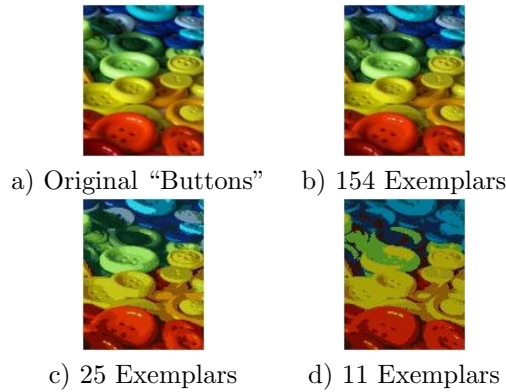 a) Original “Buttons”
b) 154 Exemplars
c) 25 Exemplars
d) 11 Exemplars